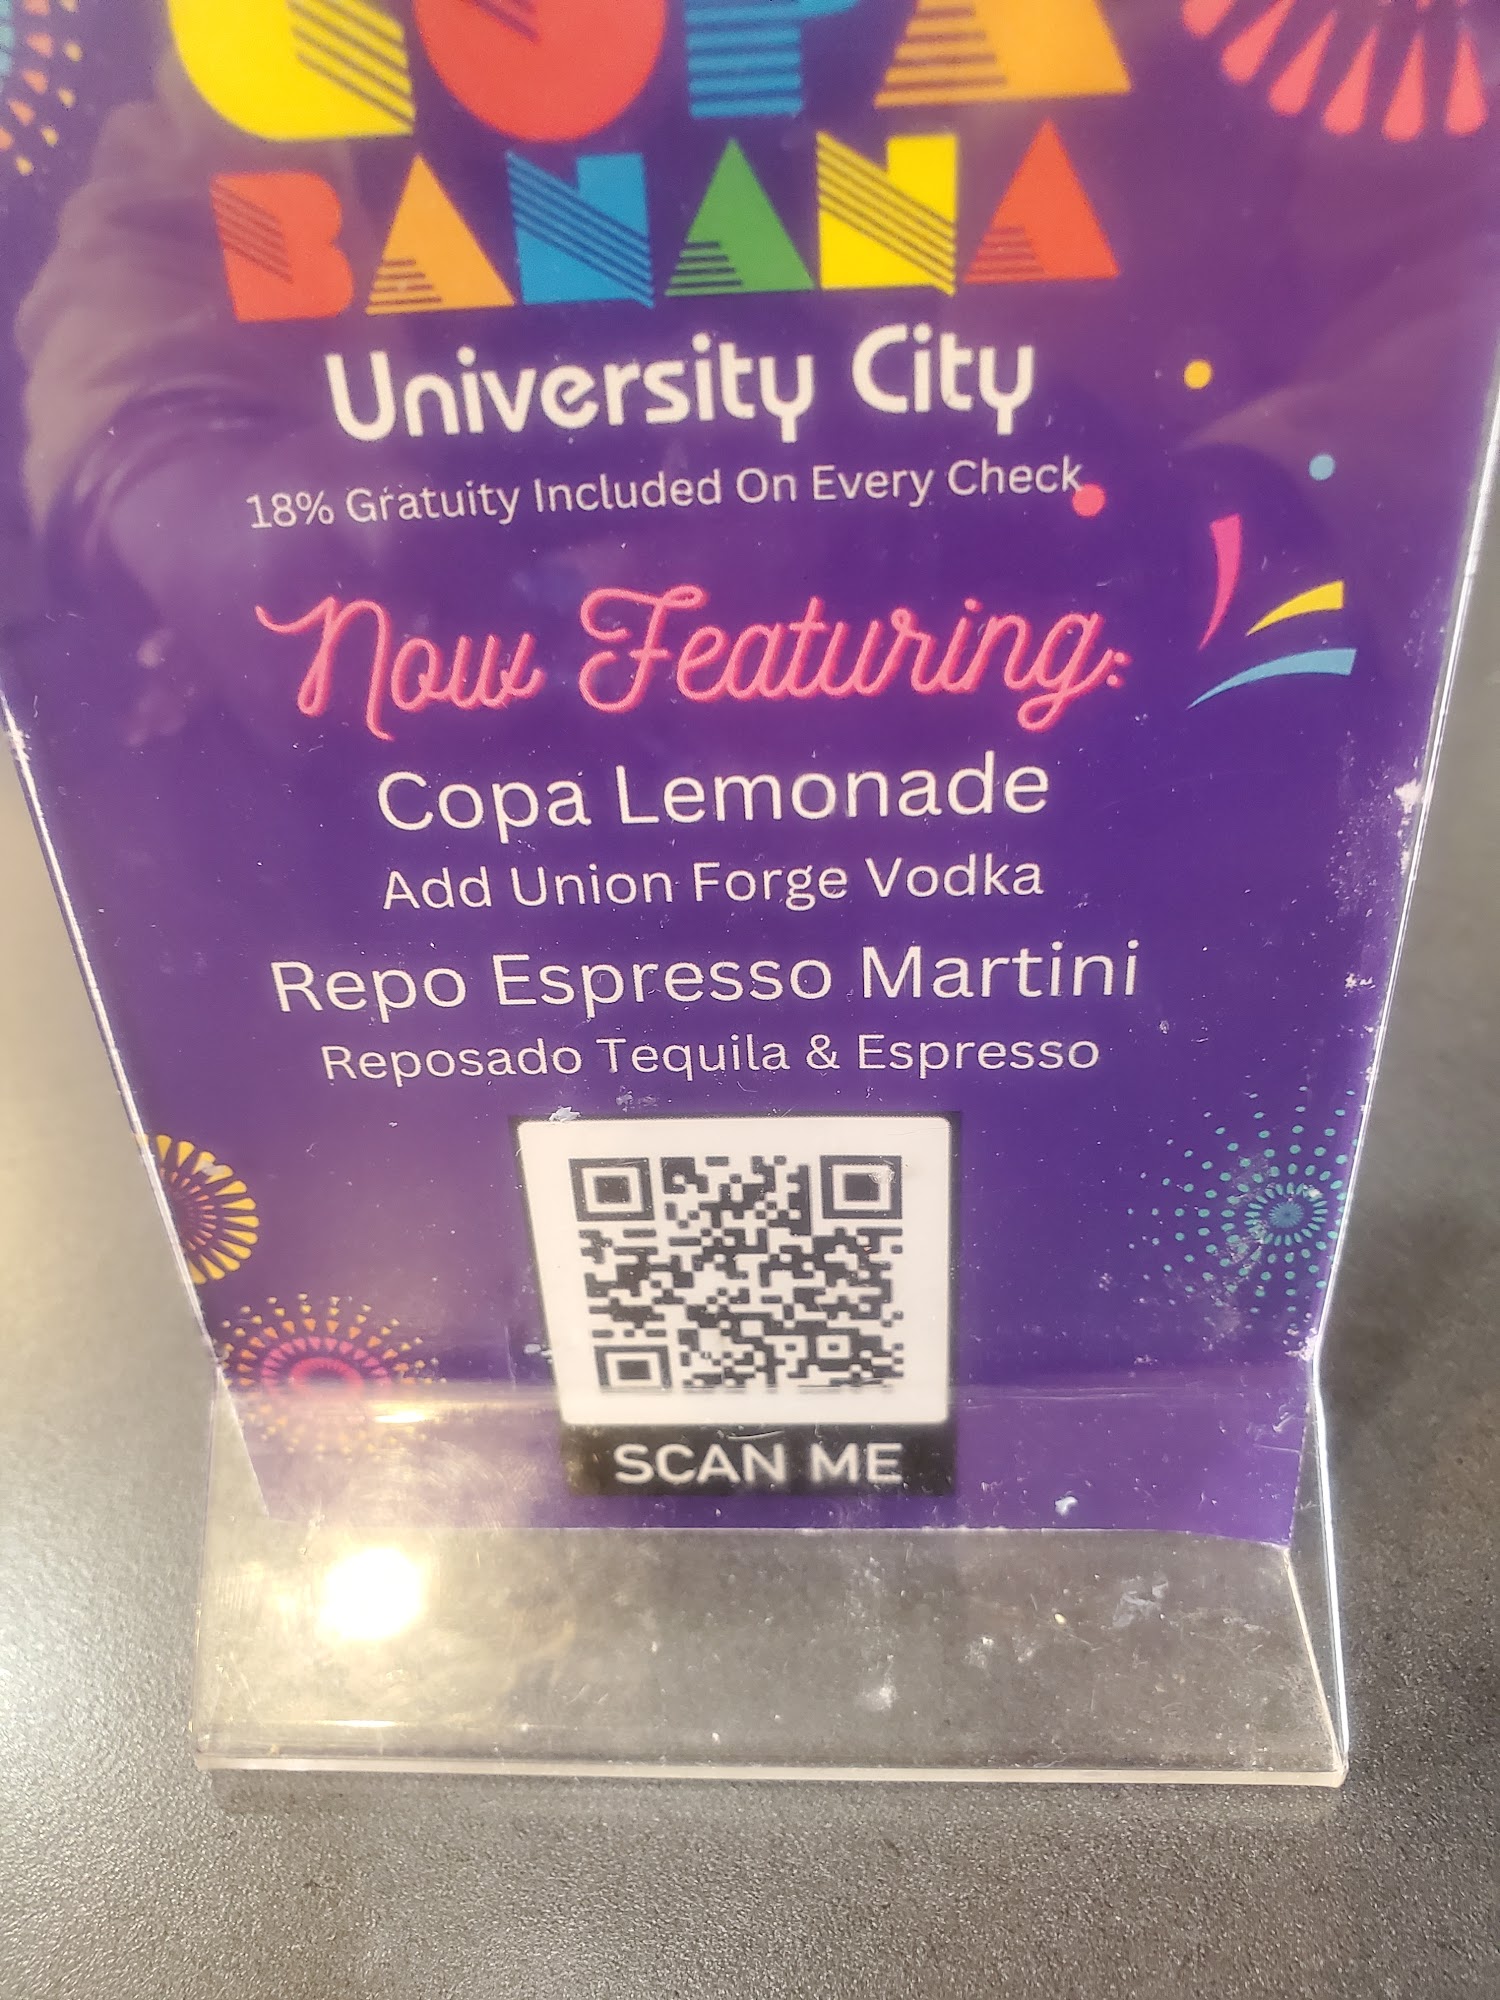 COPA
BANANA
University City
18% Gratuity Included On Every Check
Now Featuring:
Copa Lemonade
Add Union Forge Vodka
Repo Espresso Martini
Reposado Tequila & Espresso
SCAN ME